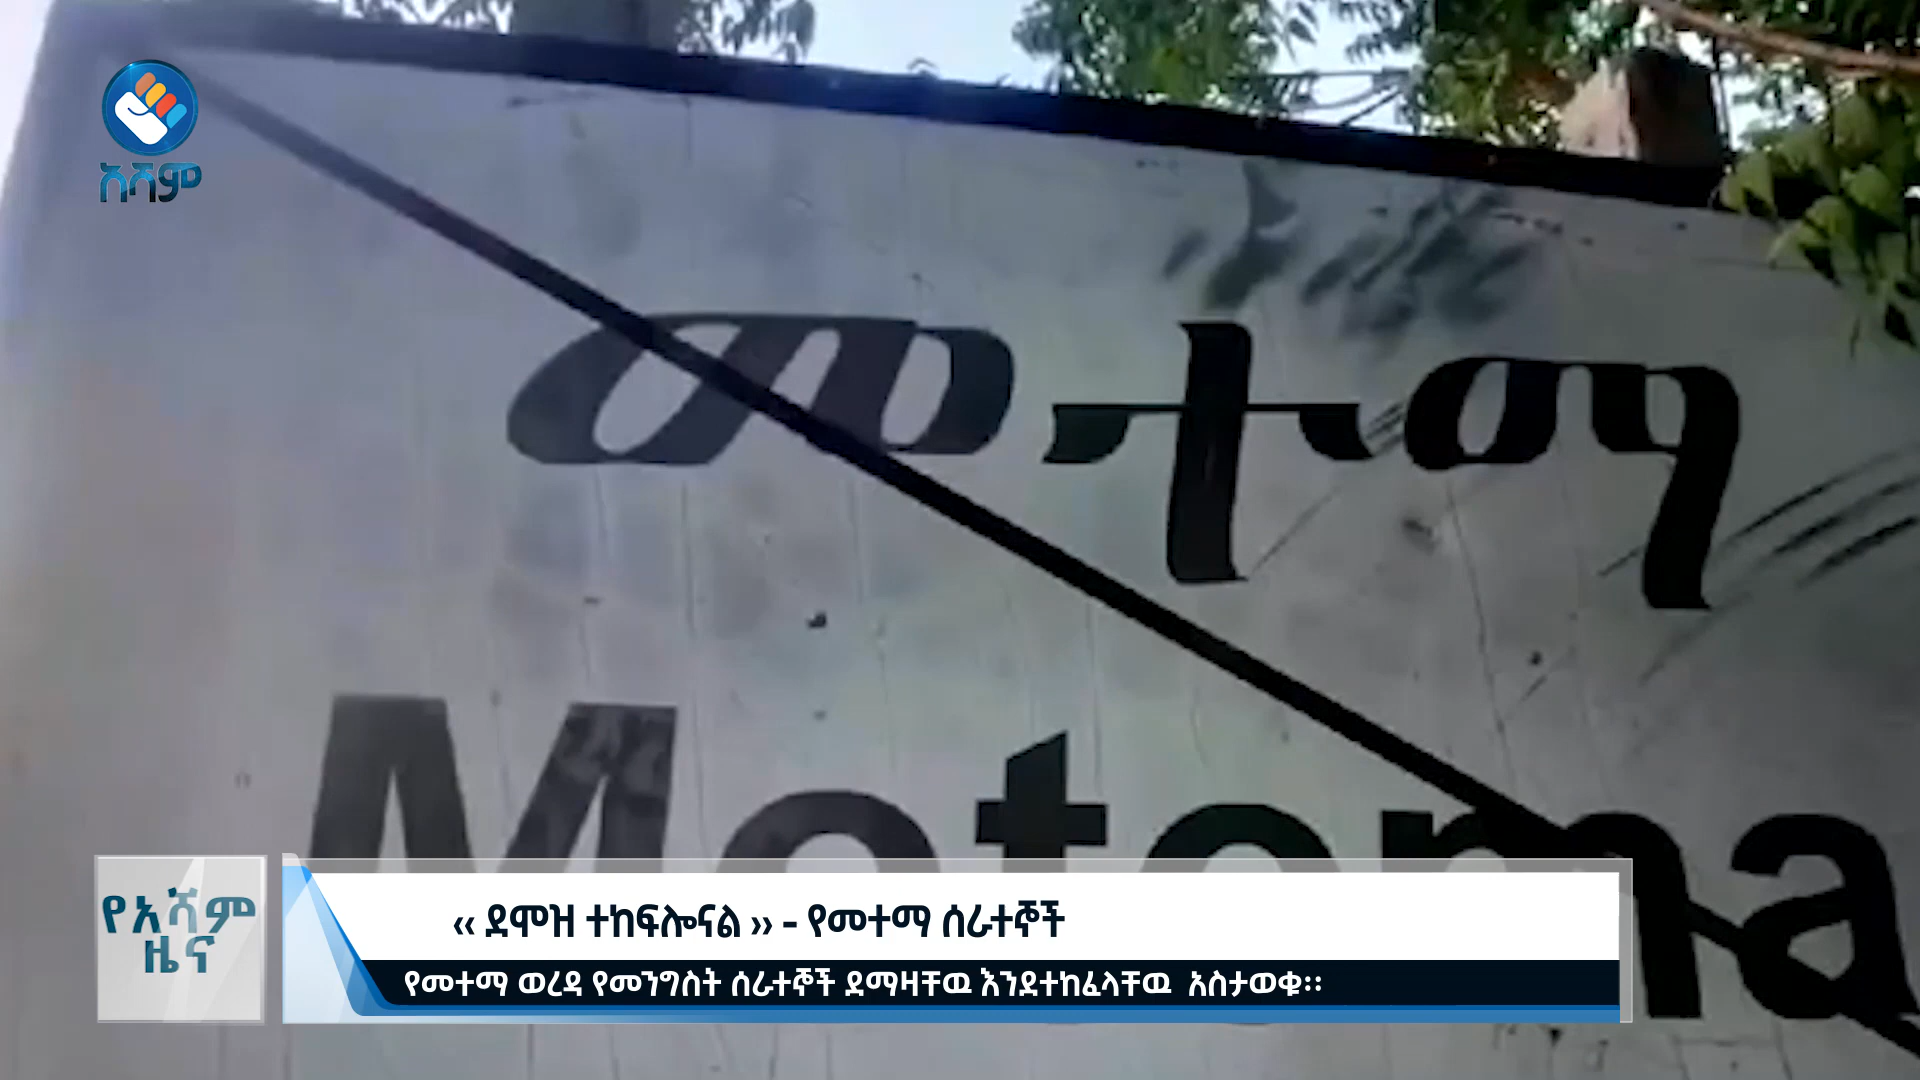 አሻም
መተማ
Metema
የአሻም
ዜና
‹‹ ደሞዝ ተከፍሎናል ›› - የመተማ ሰራተኞች
የመተማ ወረዳ የመንግስት ሰራተኞች ደማዛቸዉ እንደተከፈላቸዉ አስታወቁ፡፡